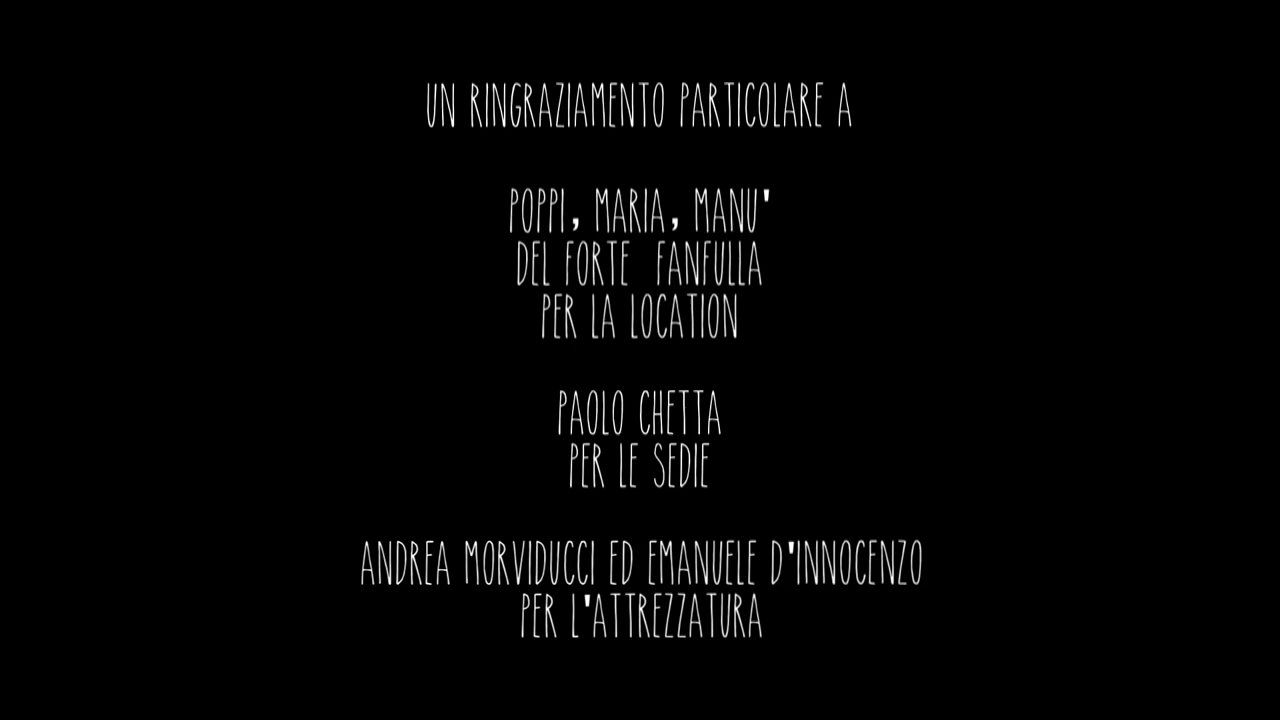 UN RINGRAZIAMENTO PARTICOLARE A
POPPI, MARIA, MANU'
DEL FORTE FANFULLA
PER LA LOCATION
PAOLO CHETTA
PER LE SEDIE
ANDREA MORVIDUCCI ED EMANUELE D'INNOCENZO
PER L'ATTREZZATURA